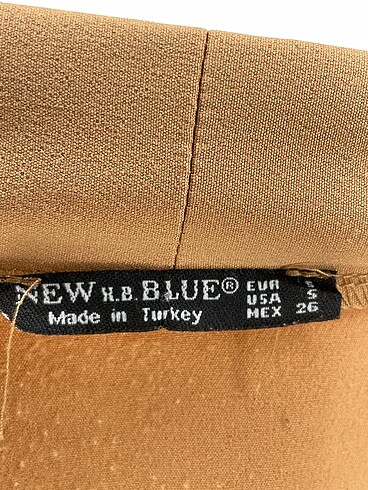 NEW H.B. BLUE®
Made in Turkey
EUR
USA S
MEX 26